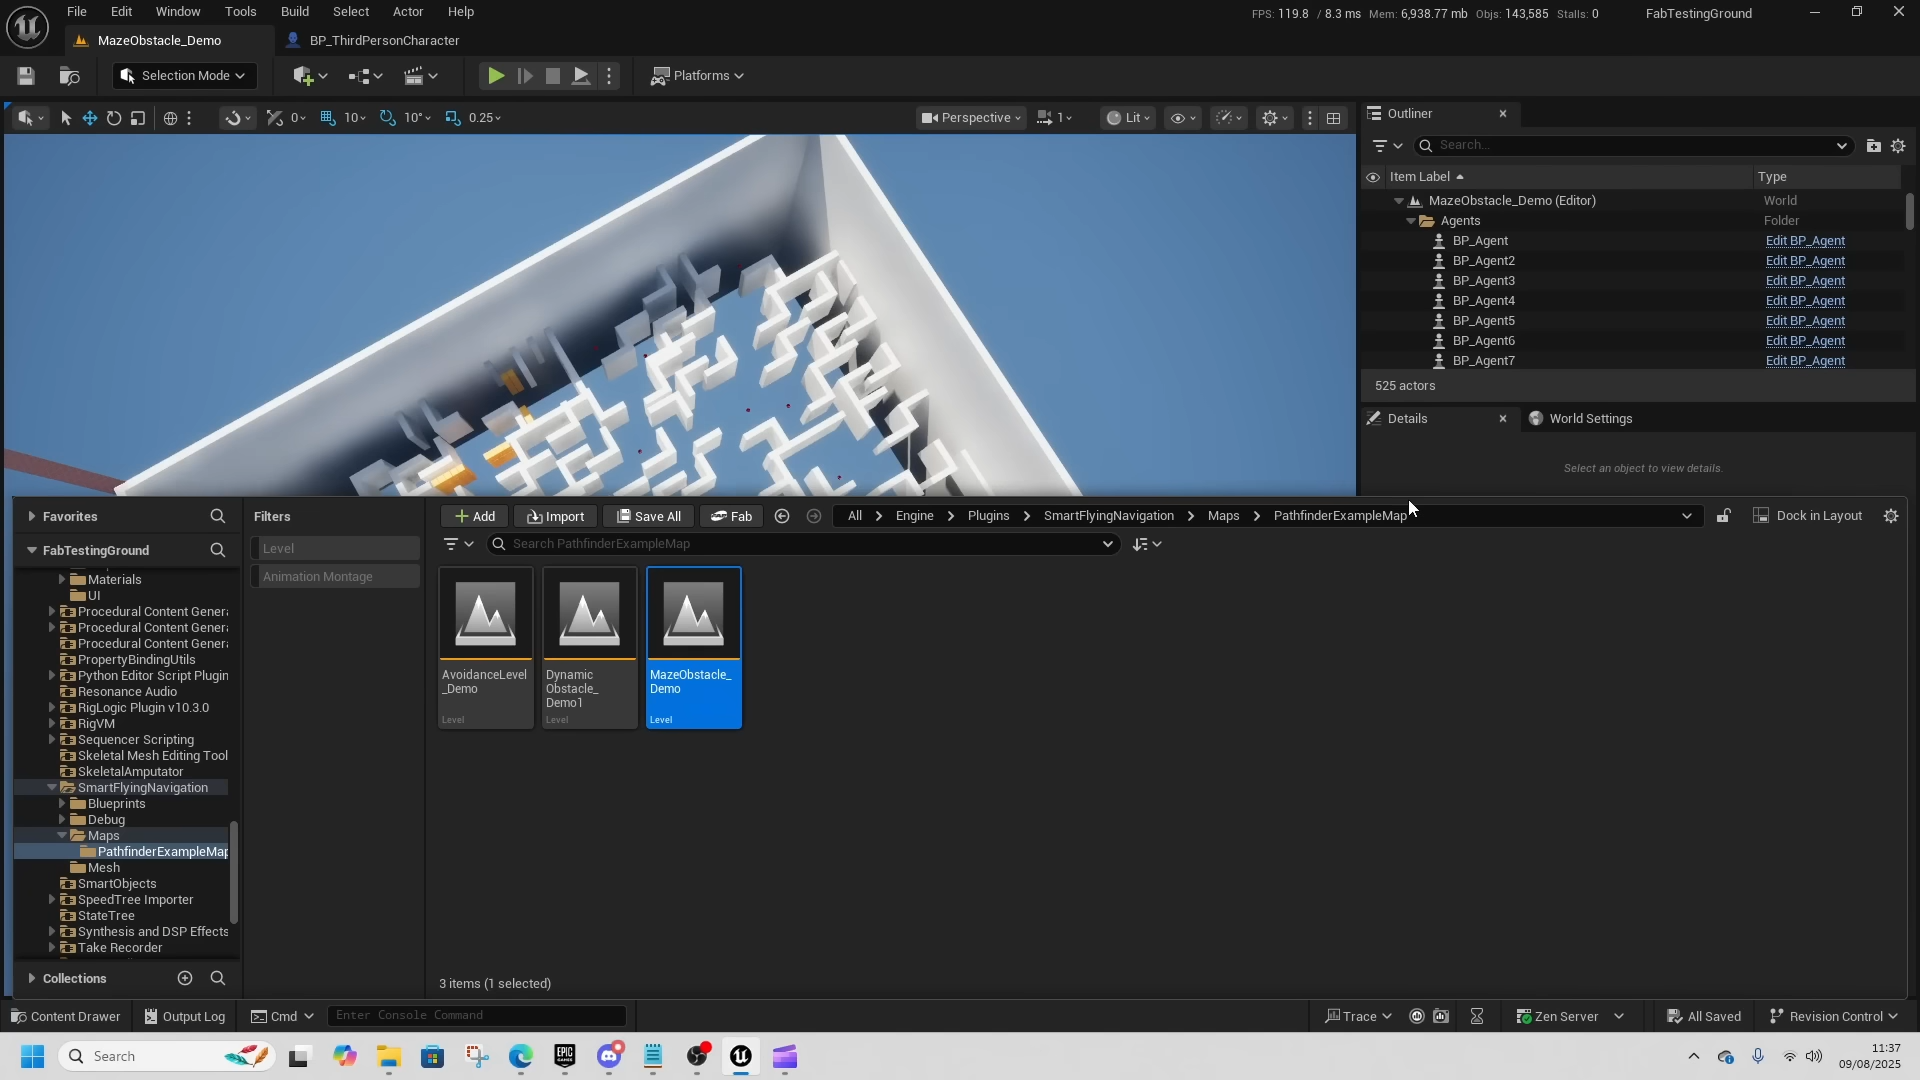 File Edit Window Tools Build Select Actor Help
FPS: 119.8 / 8.3 ms Mem: 6,938.77 mb Objs: 143,585 Stalls: 0 FabTestingGround
MazeObstacle_Demo BP_ThirdPersonCharacter
Selection Mode Platforms
0 10 10° 0.25 Perspective 1 Lit
Outliner
Search...
Item Label Type
MazeObstacle_Demo (Editor) World
Agents Folder
BP_Agent Edit BP_Agent
BP_Agent2 Edit BP_Agent
BP_Agent3 Edit BP_Agent
BP_Agent4 Edit BP_Agent
BP_Agent5 Edit BP_Agent
BP_Agent6 Edit BP_Agent
BP_Agent7 Edit BP_Agent
525 actors
Details World Settings
Select an object to view details.
Favorites
FabTestingGround
Materials
UI
Procedural Content Genera
Procedural Content Genera
Procedural Content Genera
PropertyBindingUtils
Python Editor Script Plugin
Resonance Audio
RigLogic Plugin v10.3.0
RigVM
Sequencer Scripting
Skeletal Mesh Editing Tool
SkeletalAmputator
SmartFlyingNavigation
Blueprints
Debug
Maps
PathfinderExampleMap
Mesh
SmartObjects
SpeedTree Importer
StateTree
Synthesis and DSP Effects
Take Recorder
Collections
Filters
Level
Animation Montage
Add Import Save All Fab All Engine Plugins SmartFlyingNavigation Maps PathfinderExampleMap Dock in Layout
Search PathfinderExampleMap
AvoidanceLevel
_Demo
Level
Dynamic
Obstacle_
Demo1
Level
MazeObstacle_
Demo
Level
3 items (1 selected)
Content Drawer Output Log Cmd Enter Console Command Trace Zen Server All Saved Revision Control
Search
EPIC
GAMES
11:37
09/08/2025